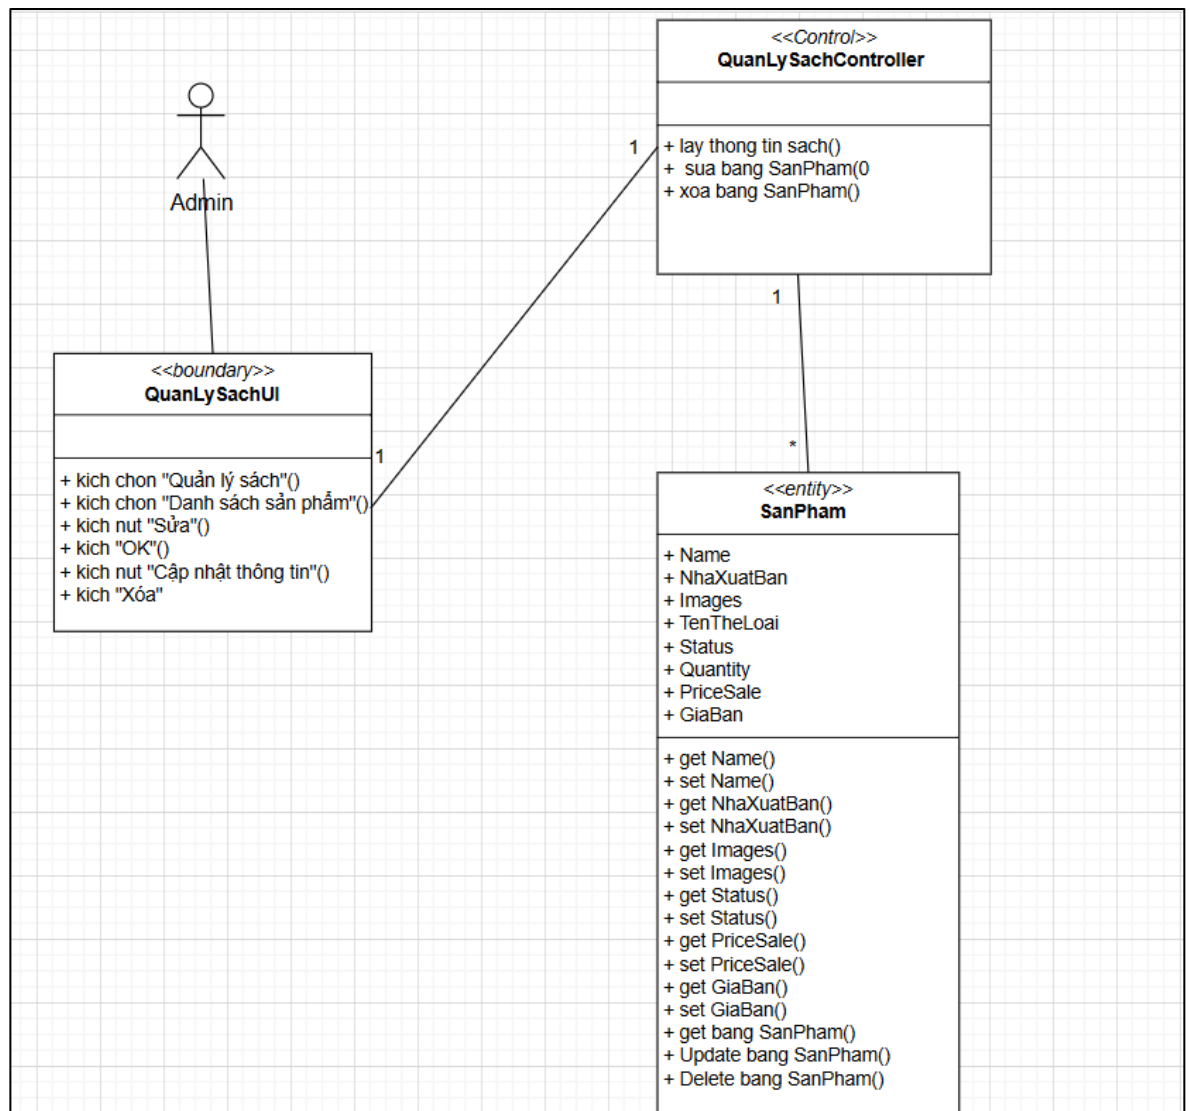 Admin
<<boundary>>
QuanLySachUI
+ kich chon "Quản lý sách"()
+ kich chon "Danh sách sản phẩm"()
+ kich nut "Sửa"()
+ kich "OK"()
+ kich nut "Cập nhật thông tin"()
+ kich "Xóa"
1
1
<<Control>>
QuanLySachController
+ lay thong tin sach()
+ sua bang SanPham(0
+ xoa bang SanPham()
1
*
<<entity>>
SanPham
+ Name
+ NhaXuatBan
+ Images
+ TenTheLoai
+ Status
+ Quantity
+ PriceSale
+ GiaBan
+ get Name()
+ set Name()
+ get NhaXuatBan()
+ set NhaXuatBan()
+ get Images()
+ set Images()
+ get Status()
+ set Status()
+ get PriceSale()
+ set PriceSale()
+ get GiaBan()
+ set GiaBan()
+ get bang SanPham()
+ Update bang SanPham()
+ Delete bang SanPham()